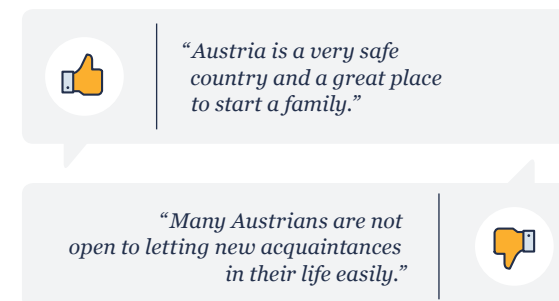 “Austria is a very safe
country and a great place
to start a family.”
“Many Austrians are not
open to letting new acquaintances
in their life easily.”